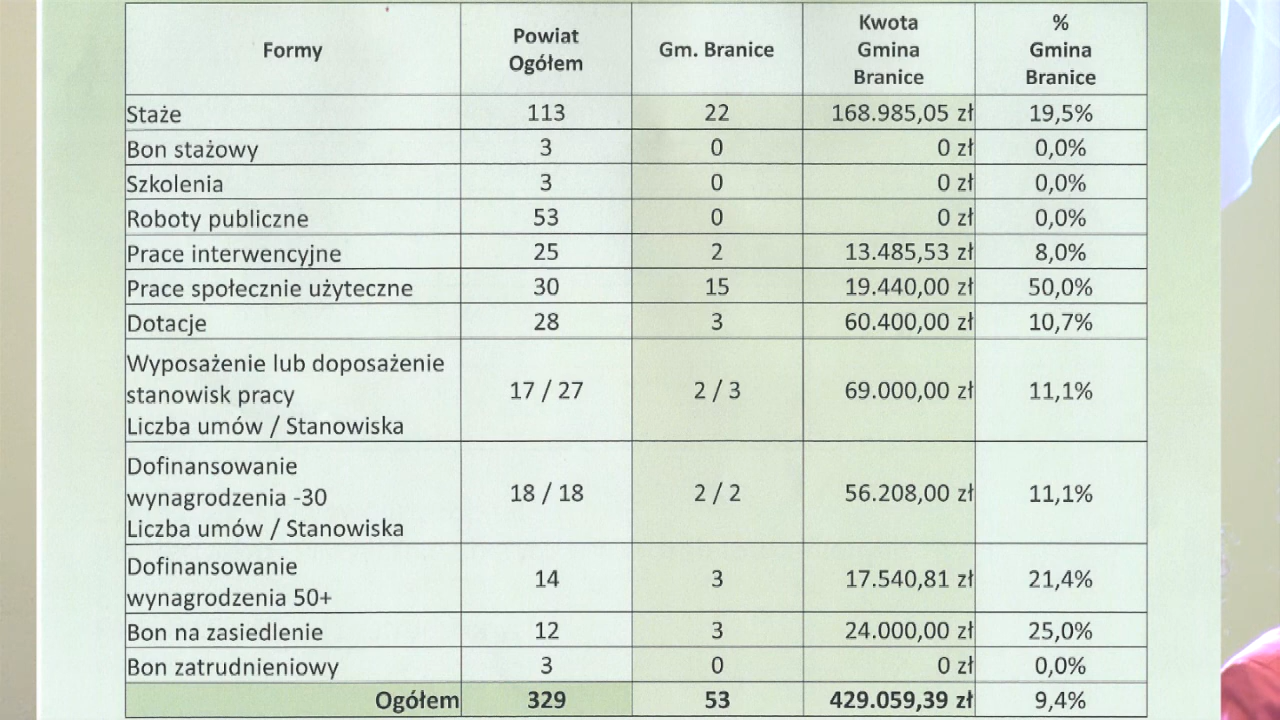 Formy Powiat Ogółem Gm. Branice Kwota Gmina Branice % Gmina Branice
Staże 113 22 168.985,05 zł 19,5%
Bon stażowy 3 0 0 zł 0,0%
Szkolenia 3 0 0 zł 0,0%
Roboty publiczne 53 0 0 zł 0,0%
Prace interwencyjne 25 2 13.485,53 zł 8,0%
Prace społecznie użyteczne 30 15 19.440,00 zł 50,0%
Dotacje 28 3 60.400,00 zł 10,7%
Wyposażenie lub doposażenie
stanowisk pracy 17 / 27 2 / 3 69.000,00 zł 11,1%
Liczba umów / Stanowiska
Dofinansowanie
wynagrodzenia -30 18 / 18 2 / 2 56.208,00 zł 11,1%
Liczba umów / Stanowiska
Dofinansowanie
wynagrodzenia 50+ 14 3 17.540,81 zł 21,4%
Bon na zasiedlenie 12 3 24.000,00 zł 25,0%
Bon zatrudnieniowy 3 0 0 zł 0,0%
Ogółem 329 53 429.059,39 zł 9,4%